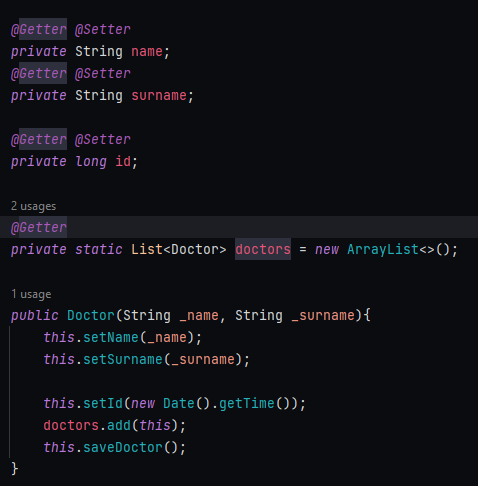 @Getter @Setter
private String name;
@Getter @Setter
private String surname;
@Getter @Setter
private long id;
2 usages
@Getter
private static List<Doctor> doctors = new ArrayList<>();
1 usage
public Doctor(String _name, String _surname){
this.setName(_name);
this.setSurname(_surname);
this.setId(new Date().getTime());
doctors.add(this);
this.saveDoctor();
}